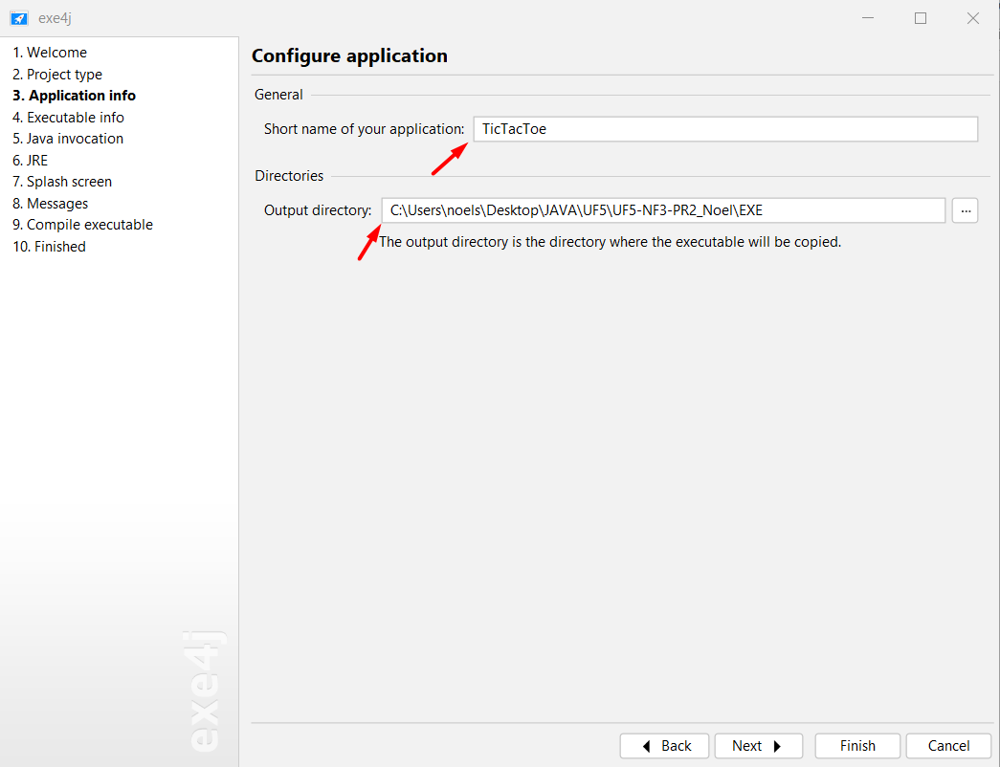 exe4j
1. Welcome
2. Project type
3. Application info
4. Executable info
5. Java invocation
6. JRE
7. Splash screen
8. Messages
9. Compile executable
10. Finished
exe4j
Configure application
General
Short name of your application: TicTacToe
Directories
Output directory: C:\Users\noels\Desktop\JAVA\UF5\UF5-NF3-PR2_Noel\EXE ...
The output directory is the directory where the executable will be copied.
Back Next Finish Cancel